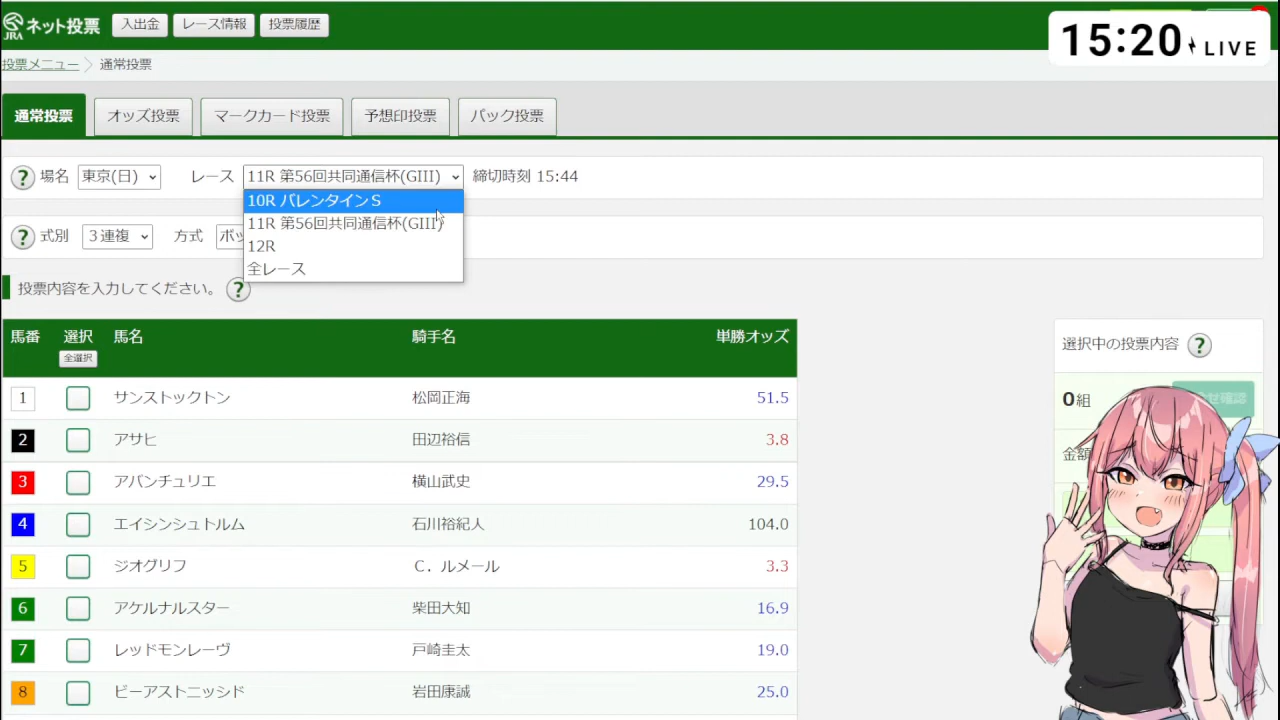 JRA ネット投票 入出金 レース情報 投票履歴
15:20 LIVE
投票メニュー 通常投票
通常投票 オッズ投票 マークカード投票 予想印投票 パック投票
? 場名 東京(日) レース 11R 第56回共同通信杯(GIII) 締切時刻 15:44
10R バレンタインS
11R 第56回共同通信杯(GIII)
12R
全レース
? 式別 3連複 方式 ボッ
投票内容を入力してください。 ?
馬番 選択 馬名 騎手名 単勝オッズ
全選択
1 サンストックトン 松岡正海 51.5
2 アサヒ 田辺裕信 3.8
3 アバンチュリエ 横山武史 29.5
4 エイシンシュトルム 石川裕紀人 104.0
5 ジオグリフ C.ルメール 3.3
6 アケルナルスター 柴田大知 16.9
7 レッドモンレーヴ 戸崎圭太 19.0
8 ビーアストニッシド 岩田康誠 25.0
選択中の投票内容 ?
0組 せ確認
金額